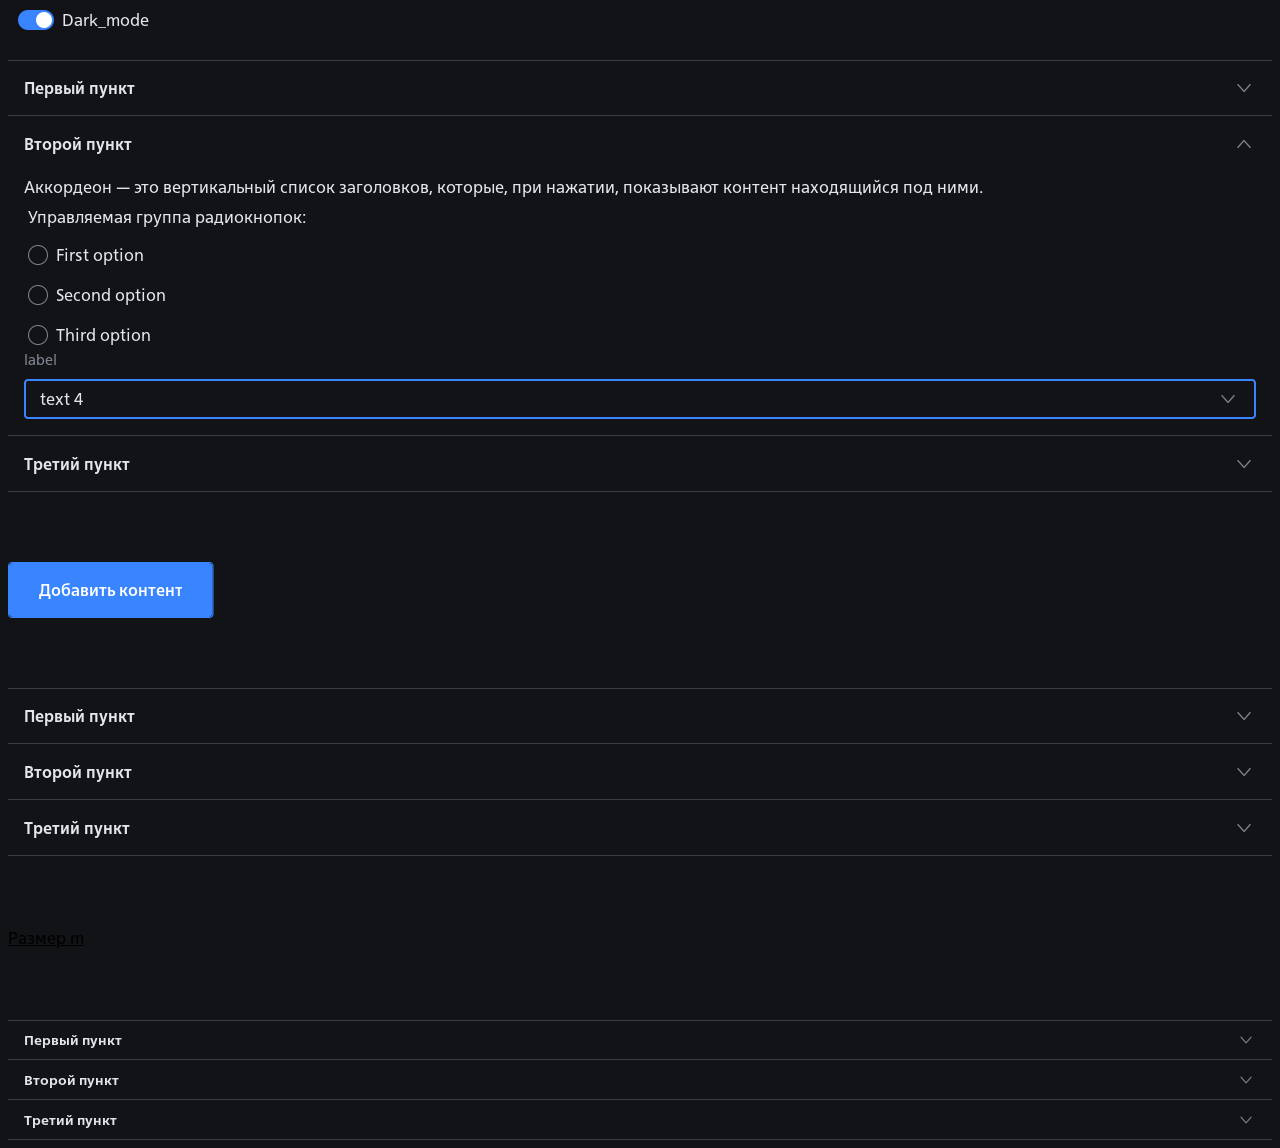 Dark_mode
Первый пункт
Второй пункт
Аккордеон — это вертикальный список заголовков, которые, при нажатии, показывают контент находящийся под ними.
Управляемая группа радиокнопок:
First option
Second option
Third option
label
text 4
Третий пункт
Добавить контент
Первый пункт
Второй пункт
Третий пункт
Размер m
Первый пункт
Второй пункт
Третий пункт